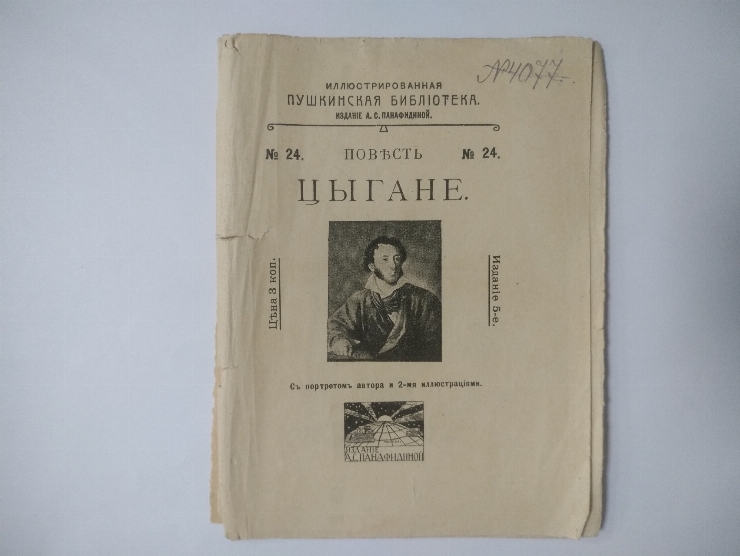 №4077.
ИЛЛЮСТРИРОВАННАЯ
ПУШКИНСКАЯ БИБЛІОТЕКА.
ИЗДАНІЕ А. С. ПАНАФИДИНОЙ.
№ 24. ПОВѢСТЬ № 24.
ЦЫГАНЕ.
Цѣна 3 коп.
Изданіе 5-е.
Съ портретомъ автора и 2-мя иллюстраціями.
ИЗДАНІЕ
А.С.ПАНАФИДИНОЙ